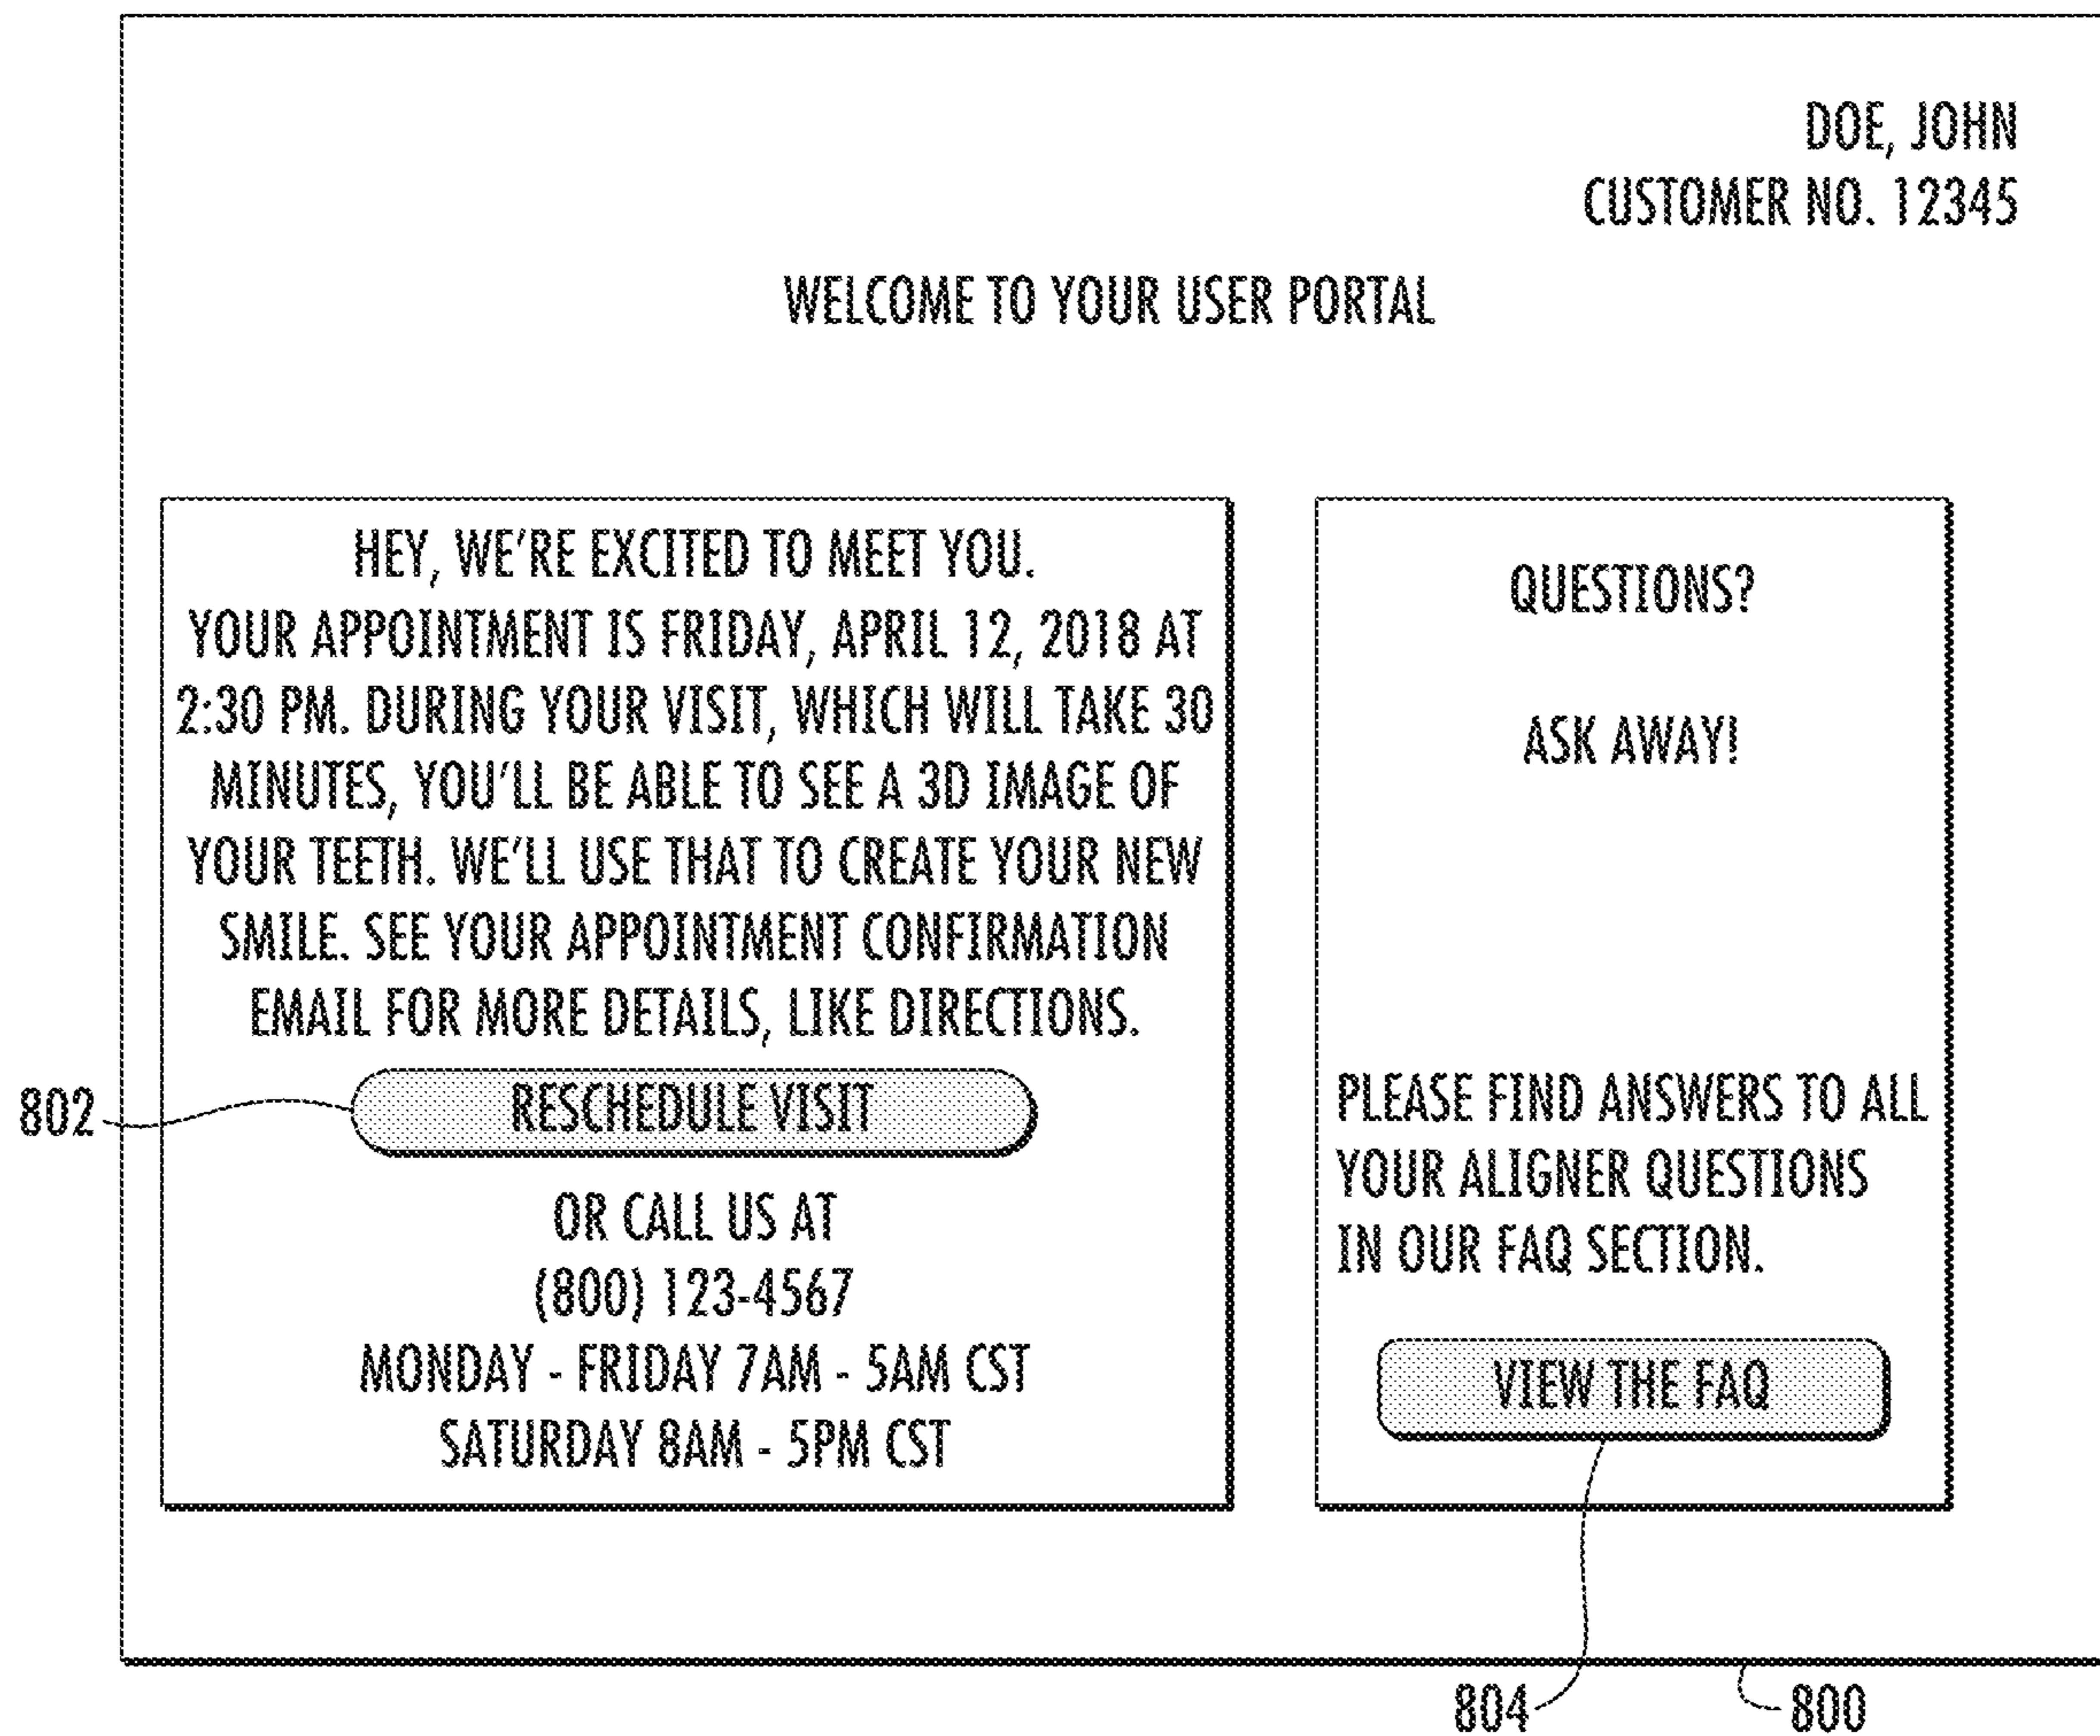 DOE, JOHN
CUSTOMER NO. 12345
WELCOME TO YOUR USER PORTAL
HEY, WE'RE EXCITED TO MEET YOU.
YOUR APPOINTMENT IS FRIDAY, APRIL 12, 2018 AT
2:30 PM. DURING YOUR VISIT, WHICH WILL TAKE 30
MINUTES, YOU'LL BE ABLE TO SEE A 3D IMAGE OF
YOUR TEETH. WE'LL USE THAT TO CREATE YOUR NEW
SMILE. SEE YOUR APPOINTMENT CONFIRMATION
EMAIL FOR MORE DETAILS, LIKE DIRECTIONS.
802
RESCHEDULE VISIT
OR CALL US AT
(800) 123-4567
MONDAY - FRIDAY 7AM - 5AM CST
SATURDAY 8AM - 5PM CST
QUESTIONS?
ASK AWAY!
PLEASE FIND ANSWERS TO ALL
YOUR ALIGNER QUESTIONS
IN OUR FAQ SECTION.
VIEW THE FAQ
804
800